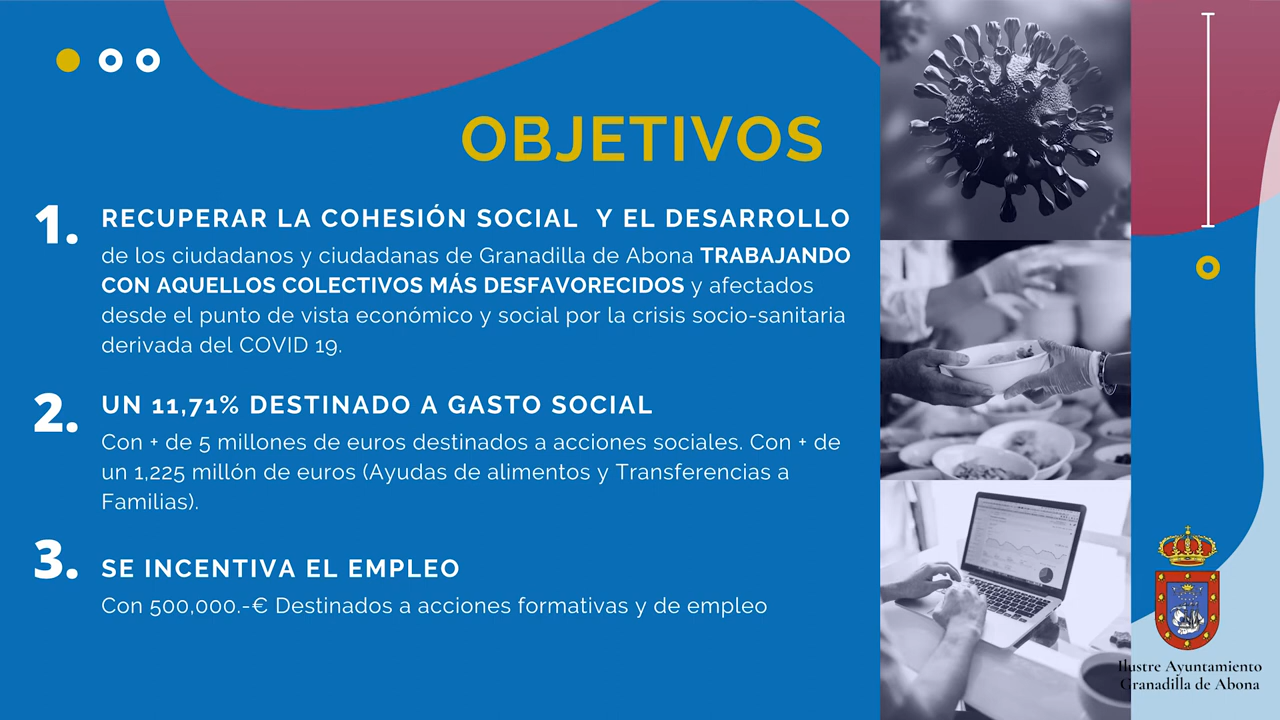 OBJETIVOS
1. RECUPERAR LA COHESIÓN SOCIAL Y EL DESARROLLO
de los ciudadanos y ciudadanas de Granadilla de Abona TRABAJANDO
CON AQUELLOS COLECTIVOS MÁS DESFAVORECIDOS y afectados
desde el punto de vista económico y social por la crisis socio-sanitaria
derivada del COVID 19.
2. UN 11,71% DESTINADO A GASTO SOCIAL
Con + de 5 millones de euros destinados a acciones sociales. Con + de
un 1,225 millón de euros (Ayudas de alimentos y Transferencias a
Familias).
3. SE INCENTIVA EL EMPLEO
Con 500,000.-€ Destinados a acciones formativas y de empleo
Ilustre Ayuntamiento
Granadilla de Abona